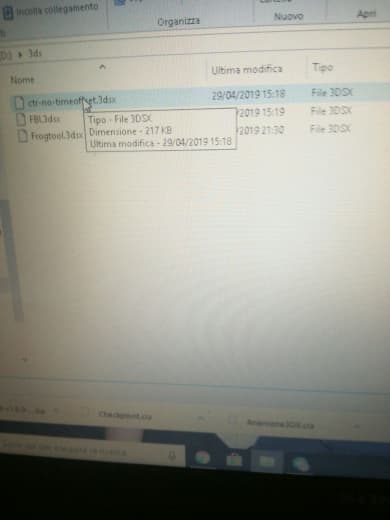 Incolla collegamento
Organizza
Nuovo
Apri
3ds
Nome
Ultima modifica
Tipo
ctr-no-timeoffset.3dsx
29/04/2019 15:18
File 3DSX
FBI.3dsx
/2019 15:19
File 3DSX
Frogtool.3dsx
/2019 21:30
File 3DSX
Tipo - File 3DSX
Dimensione - 217 KB
Ultima modifica - 29/04/2019 15:18
Checkpoint.cia